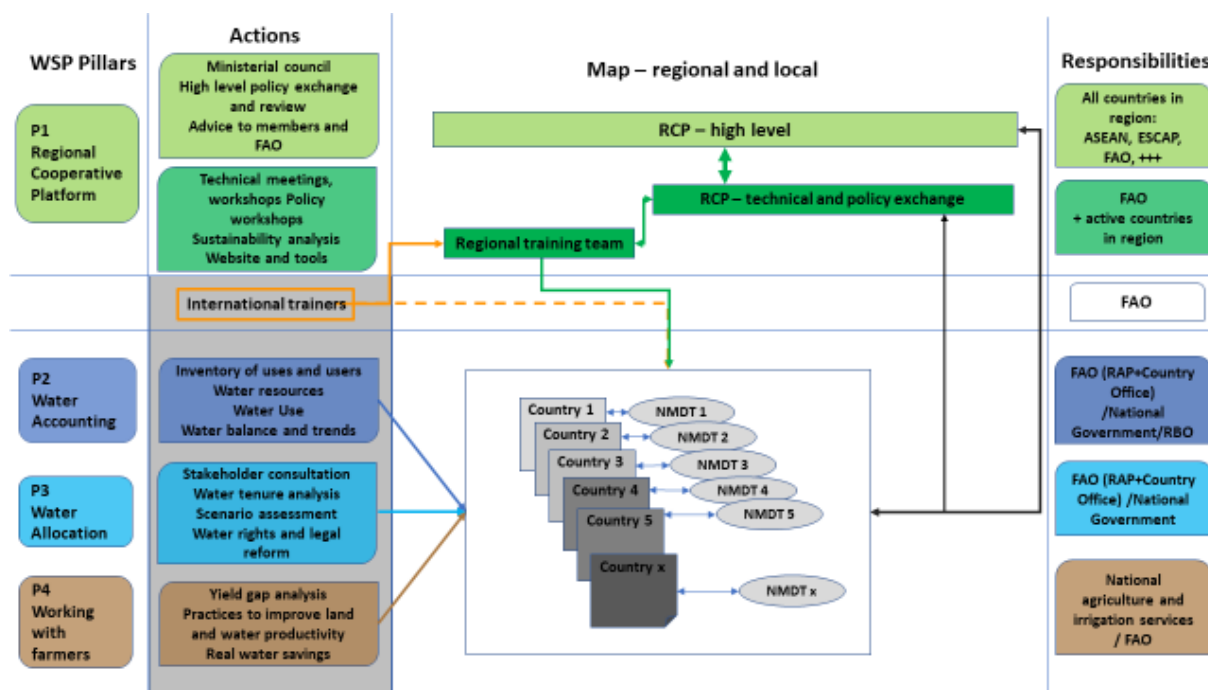 WSP Pillars
Actions
Map – regional and local
Responsibilities
P1
Regional
Cooperative
Platform
Ministerial council
High level policy exchange
and review
Advice to members and
FAO
RCP – high level
All countries in
region:
ASEAN, ESCAP,
FAO, +++
Technical meetings,
workshops Policy
workshops
Sustainability analysis
Website and tools
RCP – technical and policy exchange
Regional training team
FAO
+ active countries
in region
International trainers
FAO
P2
Water
Accounting
Inventory of uses and users
Water resources
Water Use
Water balance and trends
FAO (RAP+Country
Office)
/National
Government/RBO
P3
Water
Allocation
Stakeholder consultation
Water tenure analysis
Scenario assessment
Water rights and legal
reform
FAO (RAP+Country
Office) /National
Government
P4
Working
with
farmers
Yield gap analysis
Practices to improve land
and water productivity
Real water savings
National
agriculture and
irrigation services
/ FAO
Country 1
NMDT 1
Country 2
NMDT 2
Country 3
NMDT 3
Country 4
NMDT 4
Country 5
NMDT 5
Country x
NMDT x